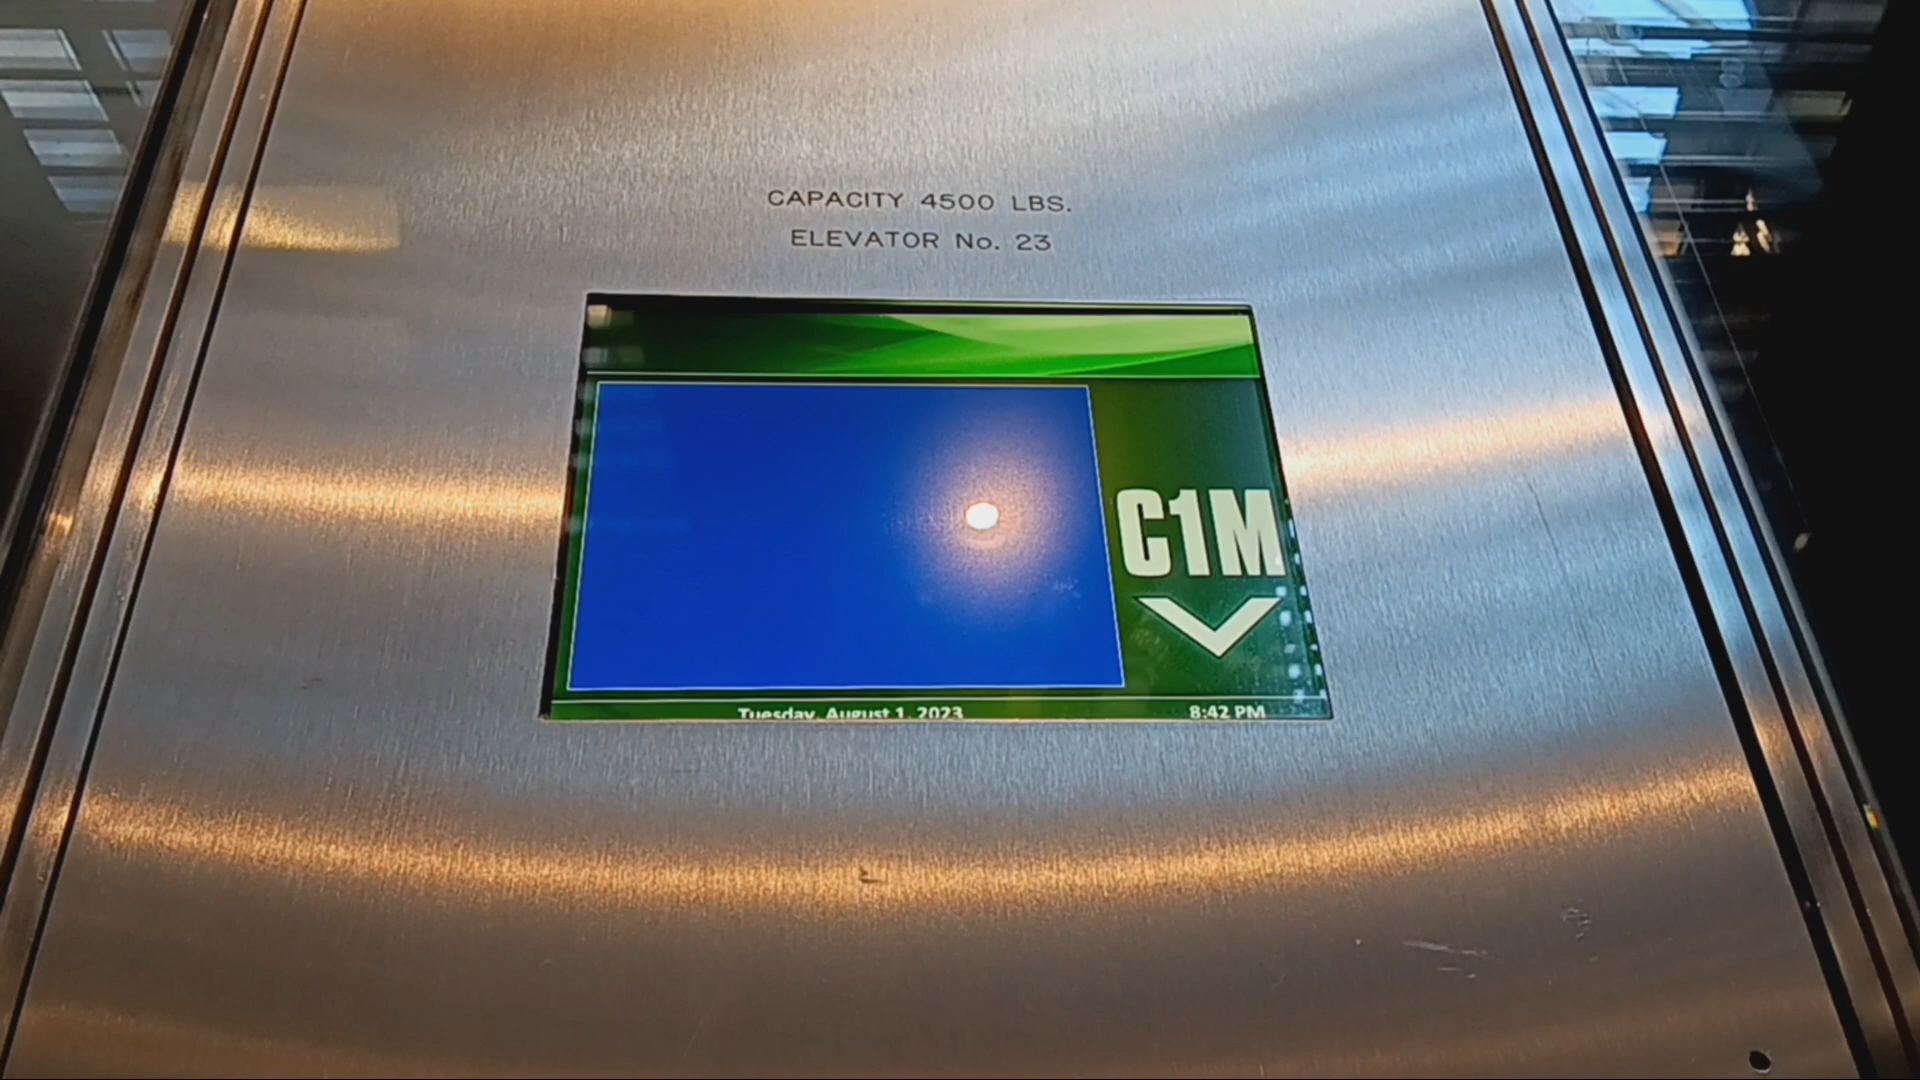 CAPACITY 4500 LBS.
ELEVATOR No. 23
C1M
Tuesday, August 1, 2023 8:42 PM